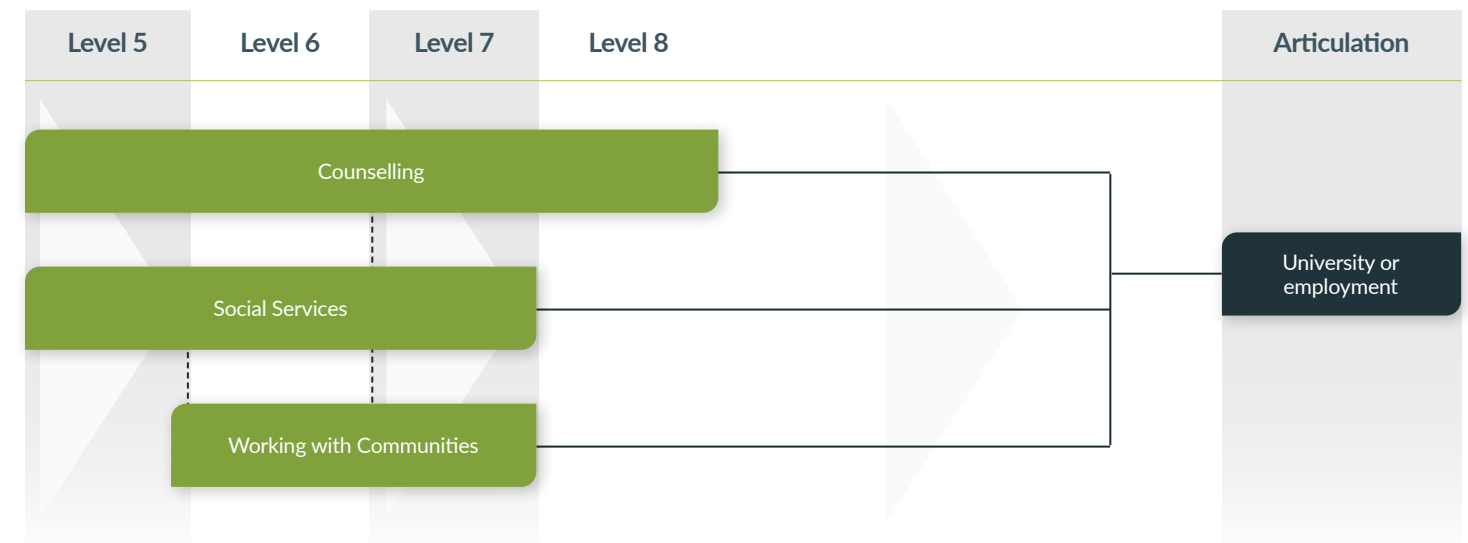 Level 5
Level 6
Level 7
Level 8
Articulation
Counselling
University or
employment
Social Services
Working with Communities